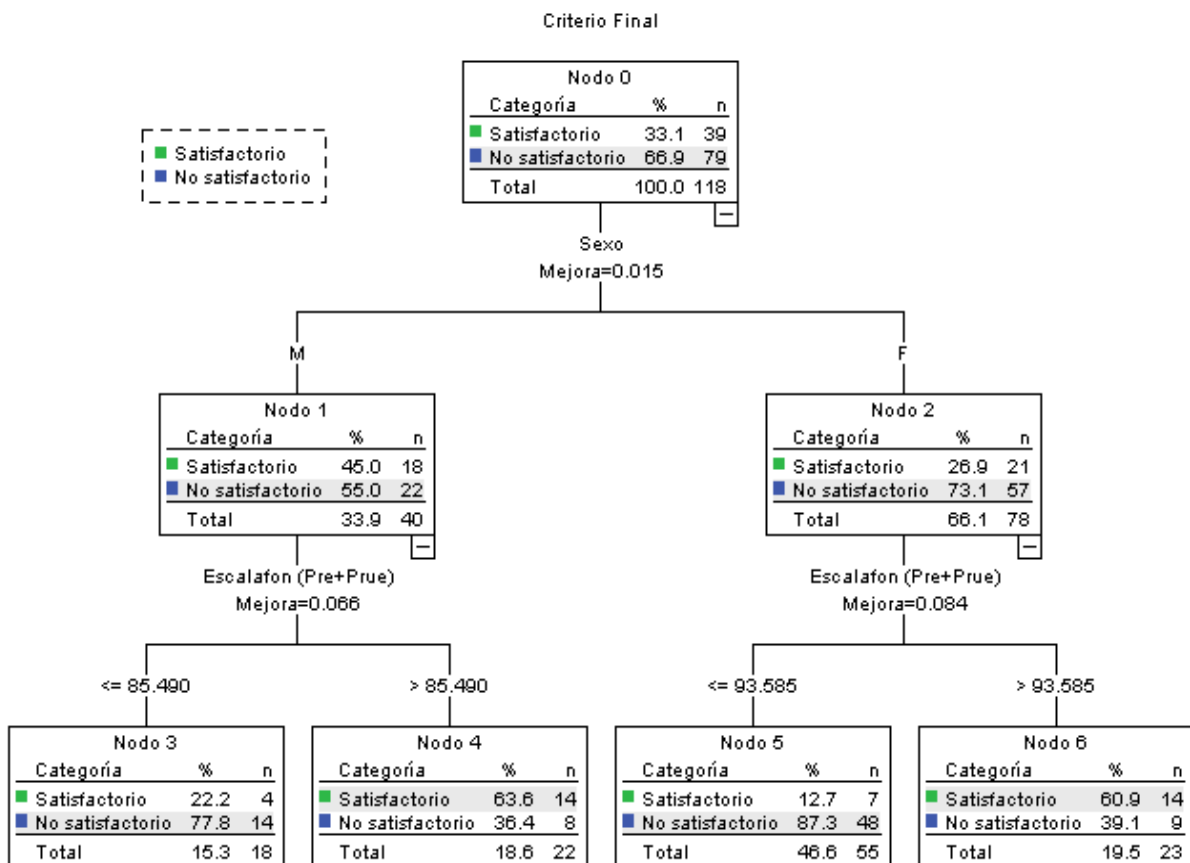 Criterio Final
Satisfactorio
No satisfactorio
Nodo 0
Categoría % n
Satisfactorio 33.1 39
No satisfactorio 66.9 79
Total 100.0 118
Sexo
Mejora=0.015
M
F
Nodo 1
Categoría % n
Satisfactorio 45.0 18
No satisfactorio 55.0 22
Total 33.9 40
Nodo 2
Categoría % n
Satisfactorio 26.9 21
No satisfactorio 73.1 57
Total 66.1 78
Escalafon (Pre+Prue)
Mejora=0.066
Escalafon (Pre+Prue)
Mejora=0.084
<= 85.490
> 85.490
<= 93.585
> 93.585
Nodo 3
Categoría % n
Satisfactorio 22.2 4
No satisfactorio 77.8 14
Total 15.3 18
Nodo 4
Categoría % n
Satisfactorio 63.6 14
No satisfactorio 36.4 8
Total 18.6 22
Nodo 5
Categoría % n
Satisfactorio 12.7 7
No satisfactorio 87.3 48
Total 46.6 55
Nodo 6
Categoría % n
Satisfactorio 60.9 14
No satisfactorio 39.1 9
Total 19.5 23